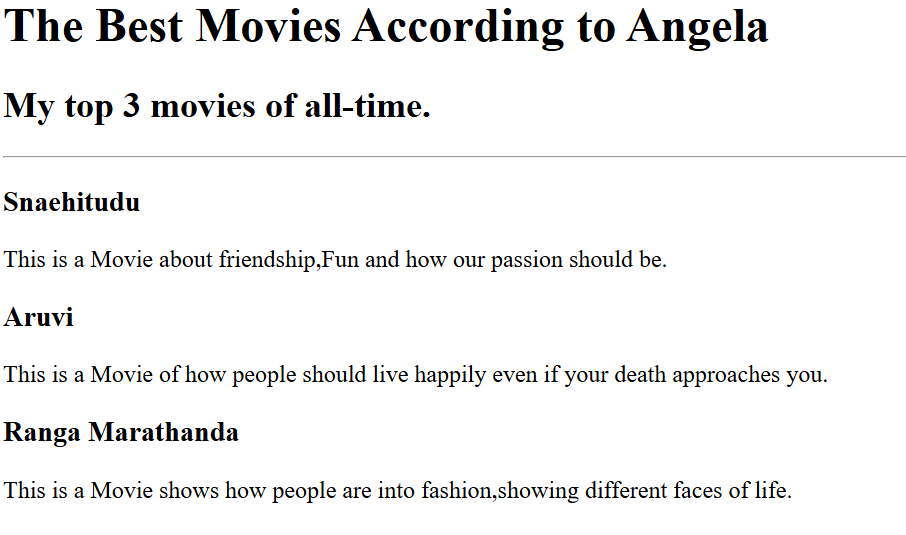 The Best Movies According to Angela
My top 3 movies of all-time.
Snaehitudu
This is a Movie about friendship,Fun and how our passion should be.
Aruvi
This is a Movie of how people should live happily even if your death approaches you.
Ranga Marathanda
This is a Movie shows how people are into fashion,showing different faces of life.